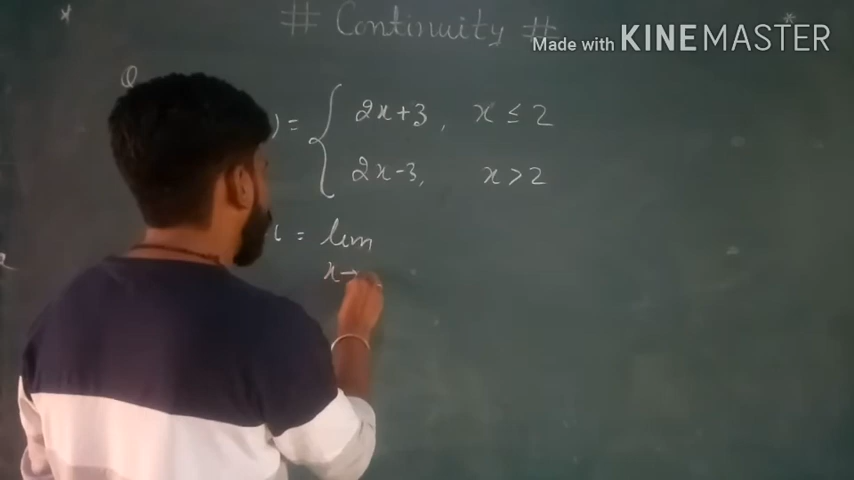 # Continuity #
Made with KINEMASTER
Q
) = { 2x+3, x ≤ 2
2x-3, x > 2
= lim
x→